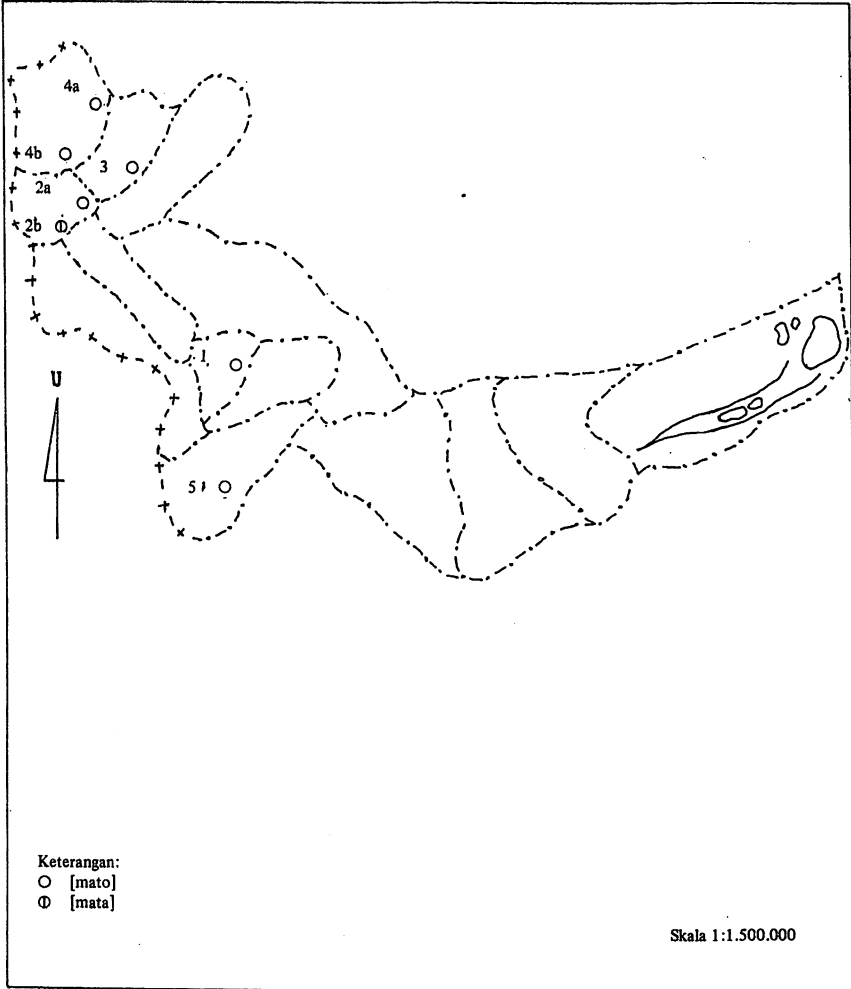 4a
4b
3
2a
2b
1
U
5
Keterangan:
[mato]
[mata]
Skala 1:1.500.000